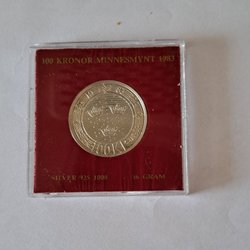 100 KRONOR MINNESMYNT 1983
100 KR
SILVER 925/1000 16 GRAM